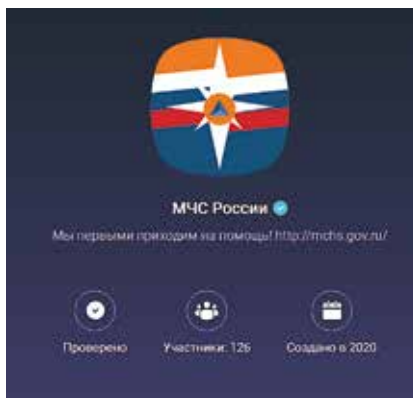 МЧС России
Мы первыми приходим на помощь! http://mchs.gov.ru/
Проверено
Участники: 126
Создано в 2020